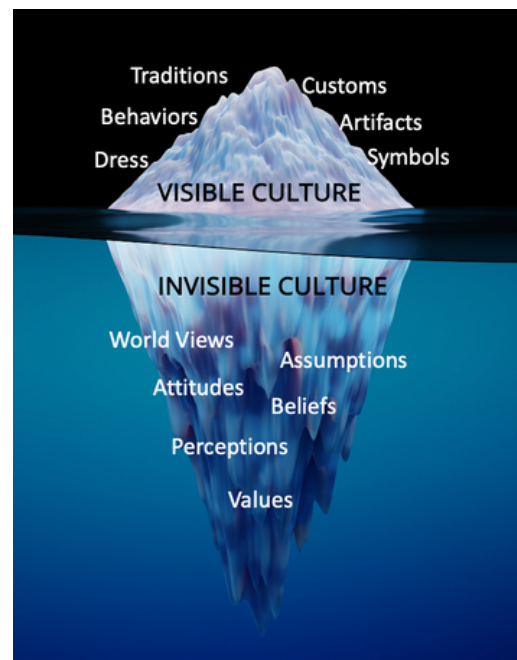 Traditions
Customs
Behaviors
Artifacts
Dress
Symbols
VISIBLE CULTURE
INVISIBLE CULTURE
World Views
Assumptions
Attitudes
Beliefs
Perceptions
Values